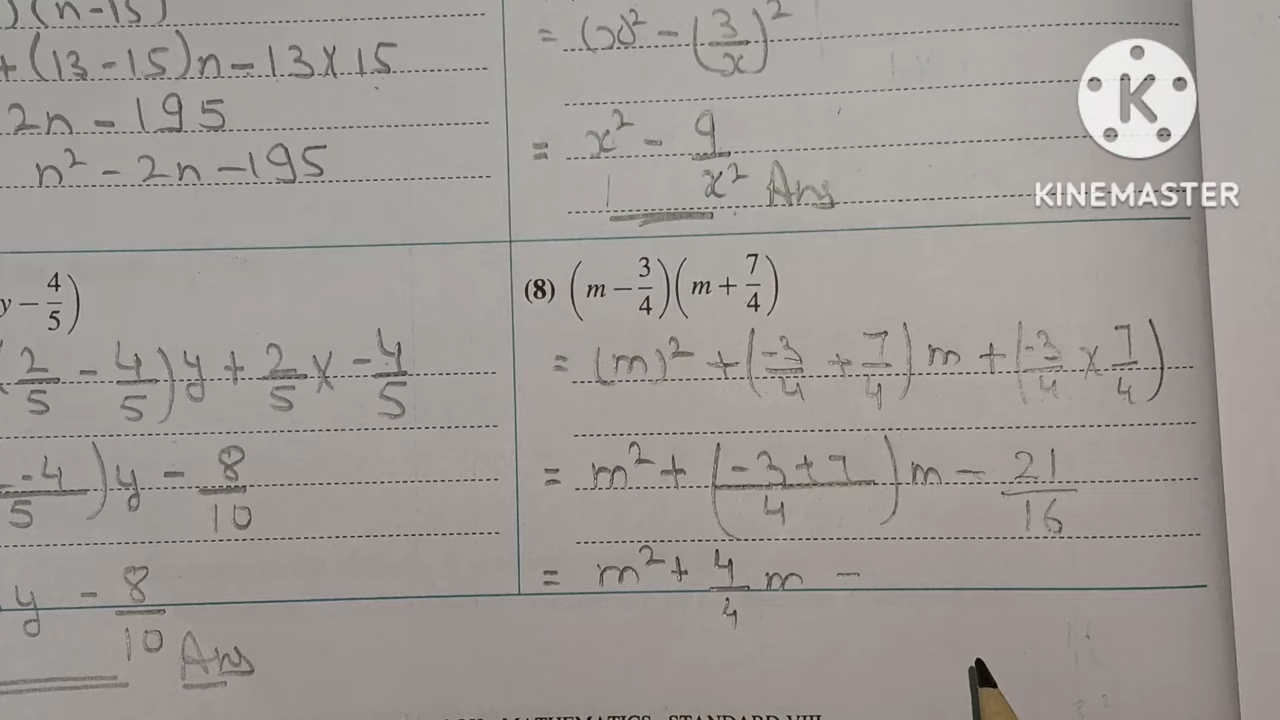 )(n-15)
+(13-15)n-13×15
2n - 195
n² - 2n - 195
= (x)² - (3/x)²
= x² - 9/x² Ans
K
KINEMASTER
y - 4/5)
(2/5 - 4/5)y + 2/5 × -4/5
-4/5)y - 8/10
y - 8/10 Ans
(8) (m - 3/4)(m + 7/4)
= (m)² + (-3/4 + 7/4)m + (-3/4 × 7/4)
= m² + (-3+7/4)m - 21/16
= m² + 4/4 m -
MATHEMATICS - STANDARD VIII